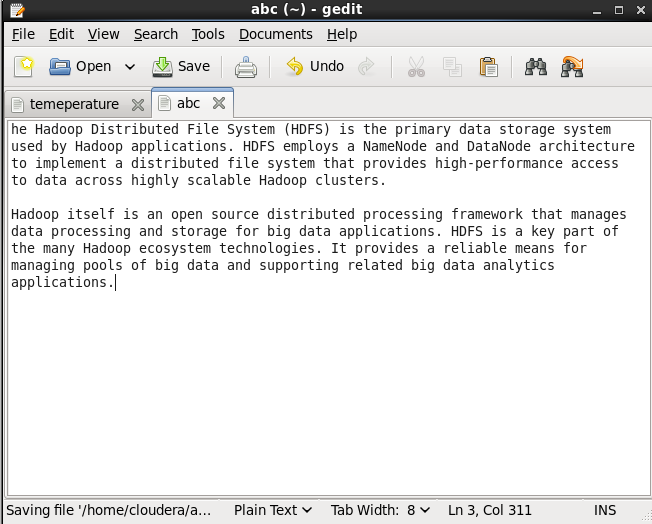 abc (~) - gedit
File Edit View Search Tools Documents Help
Open Save Undo
temeperature abc
he Hadoop Distributed File System (HDFS) is the primary data storage system
used by Hadoop applications. HDFS employs a NameNode and DataNode architecture
to implement a distributed file system that provides high-performance access
to data across highly scalable Hadoop clusters.
Hadoop itself is an open source distributed processing framework that manages
data processing and storage for big data applications. HDFS is a key part of
the many Hadoop ecosystem technologies. It provides a reliable means for
managing pools of big data and supporting related big data analytics
applications.
Saving file '/home/cloudera/a... Plain Text Tab Width: 8 Ln 3, Col 311 INS